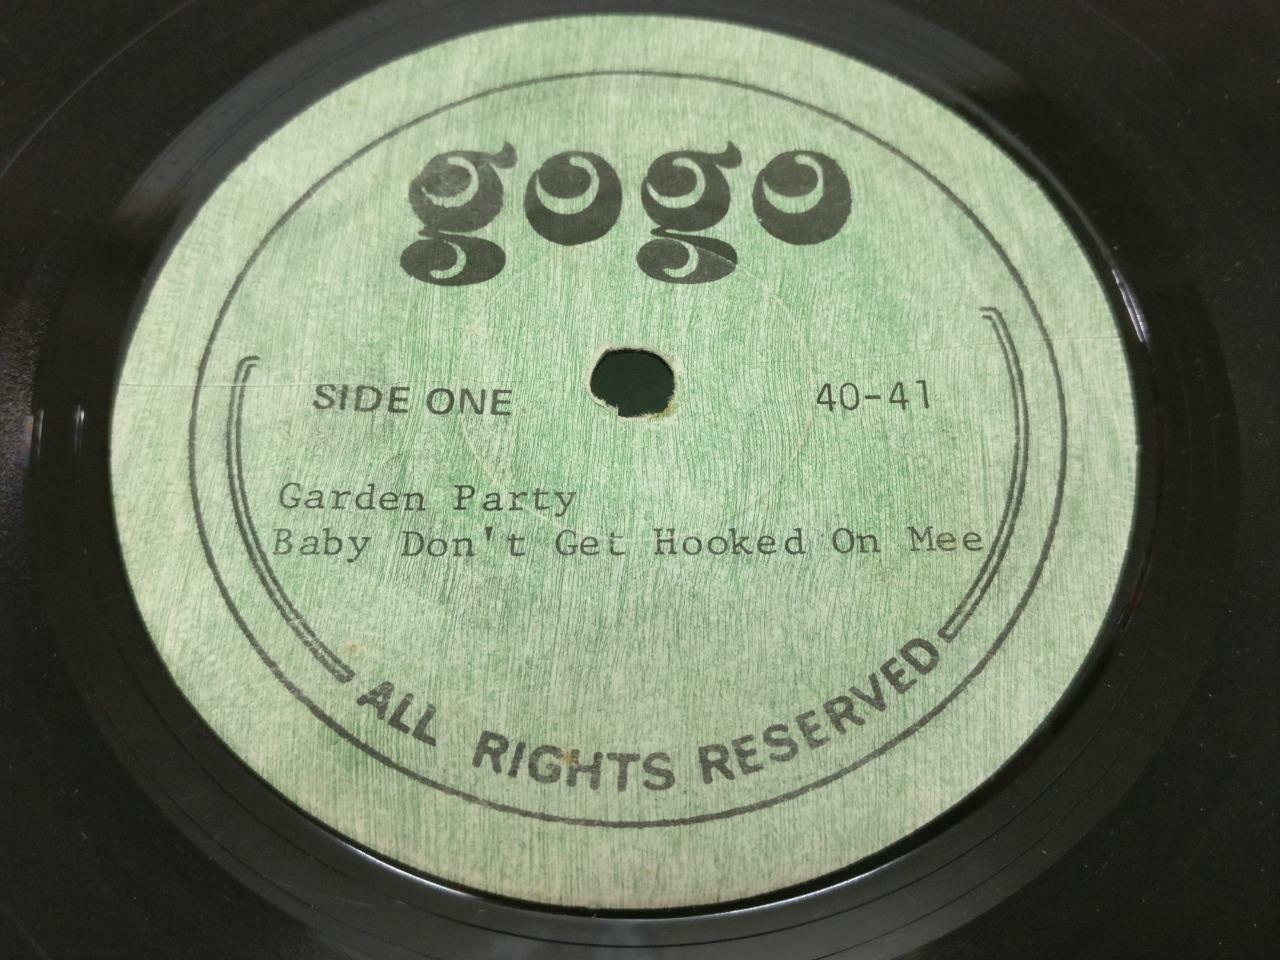 gogo
SIDE ONE 40-41
Garden Party
Baby Don't Get Hooked On Mee
ALL RIGHTS RESERVED